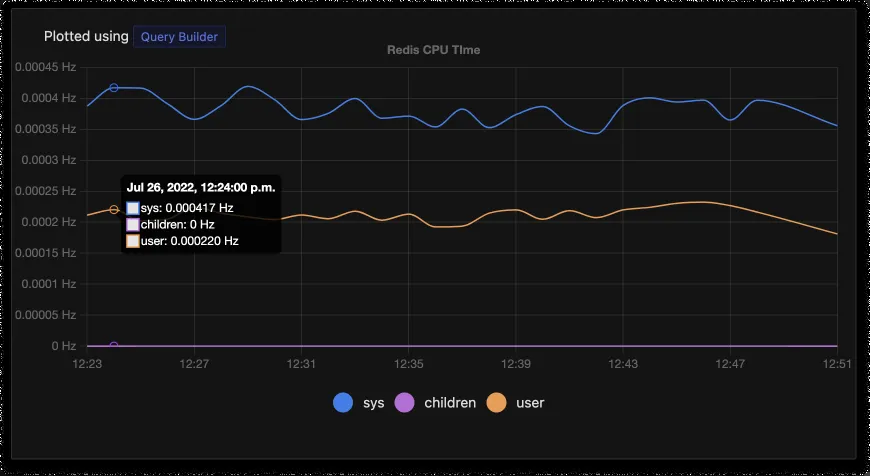 Plotted using Query Builder
Redis CPU TIme
0.00045 Hz
0.0004 Hz
0.00035 Hz
0.0003 Hz
0.00025 Hz
0.0002 Hz
0.00015 Hz
0.0001 Hz
0.00005 Hz
0 Hz
Jul 26, 2022, 12:24:00 p.m.
sys: 0.000417 Hz
children: 0 Hz
user: 0.000220 Hz
12:23 12:27 12:31 12:35 12:39 12:43 12:47 12:51
sys children user